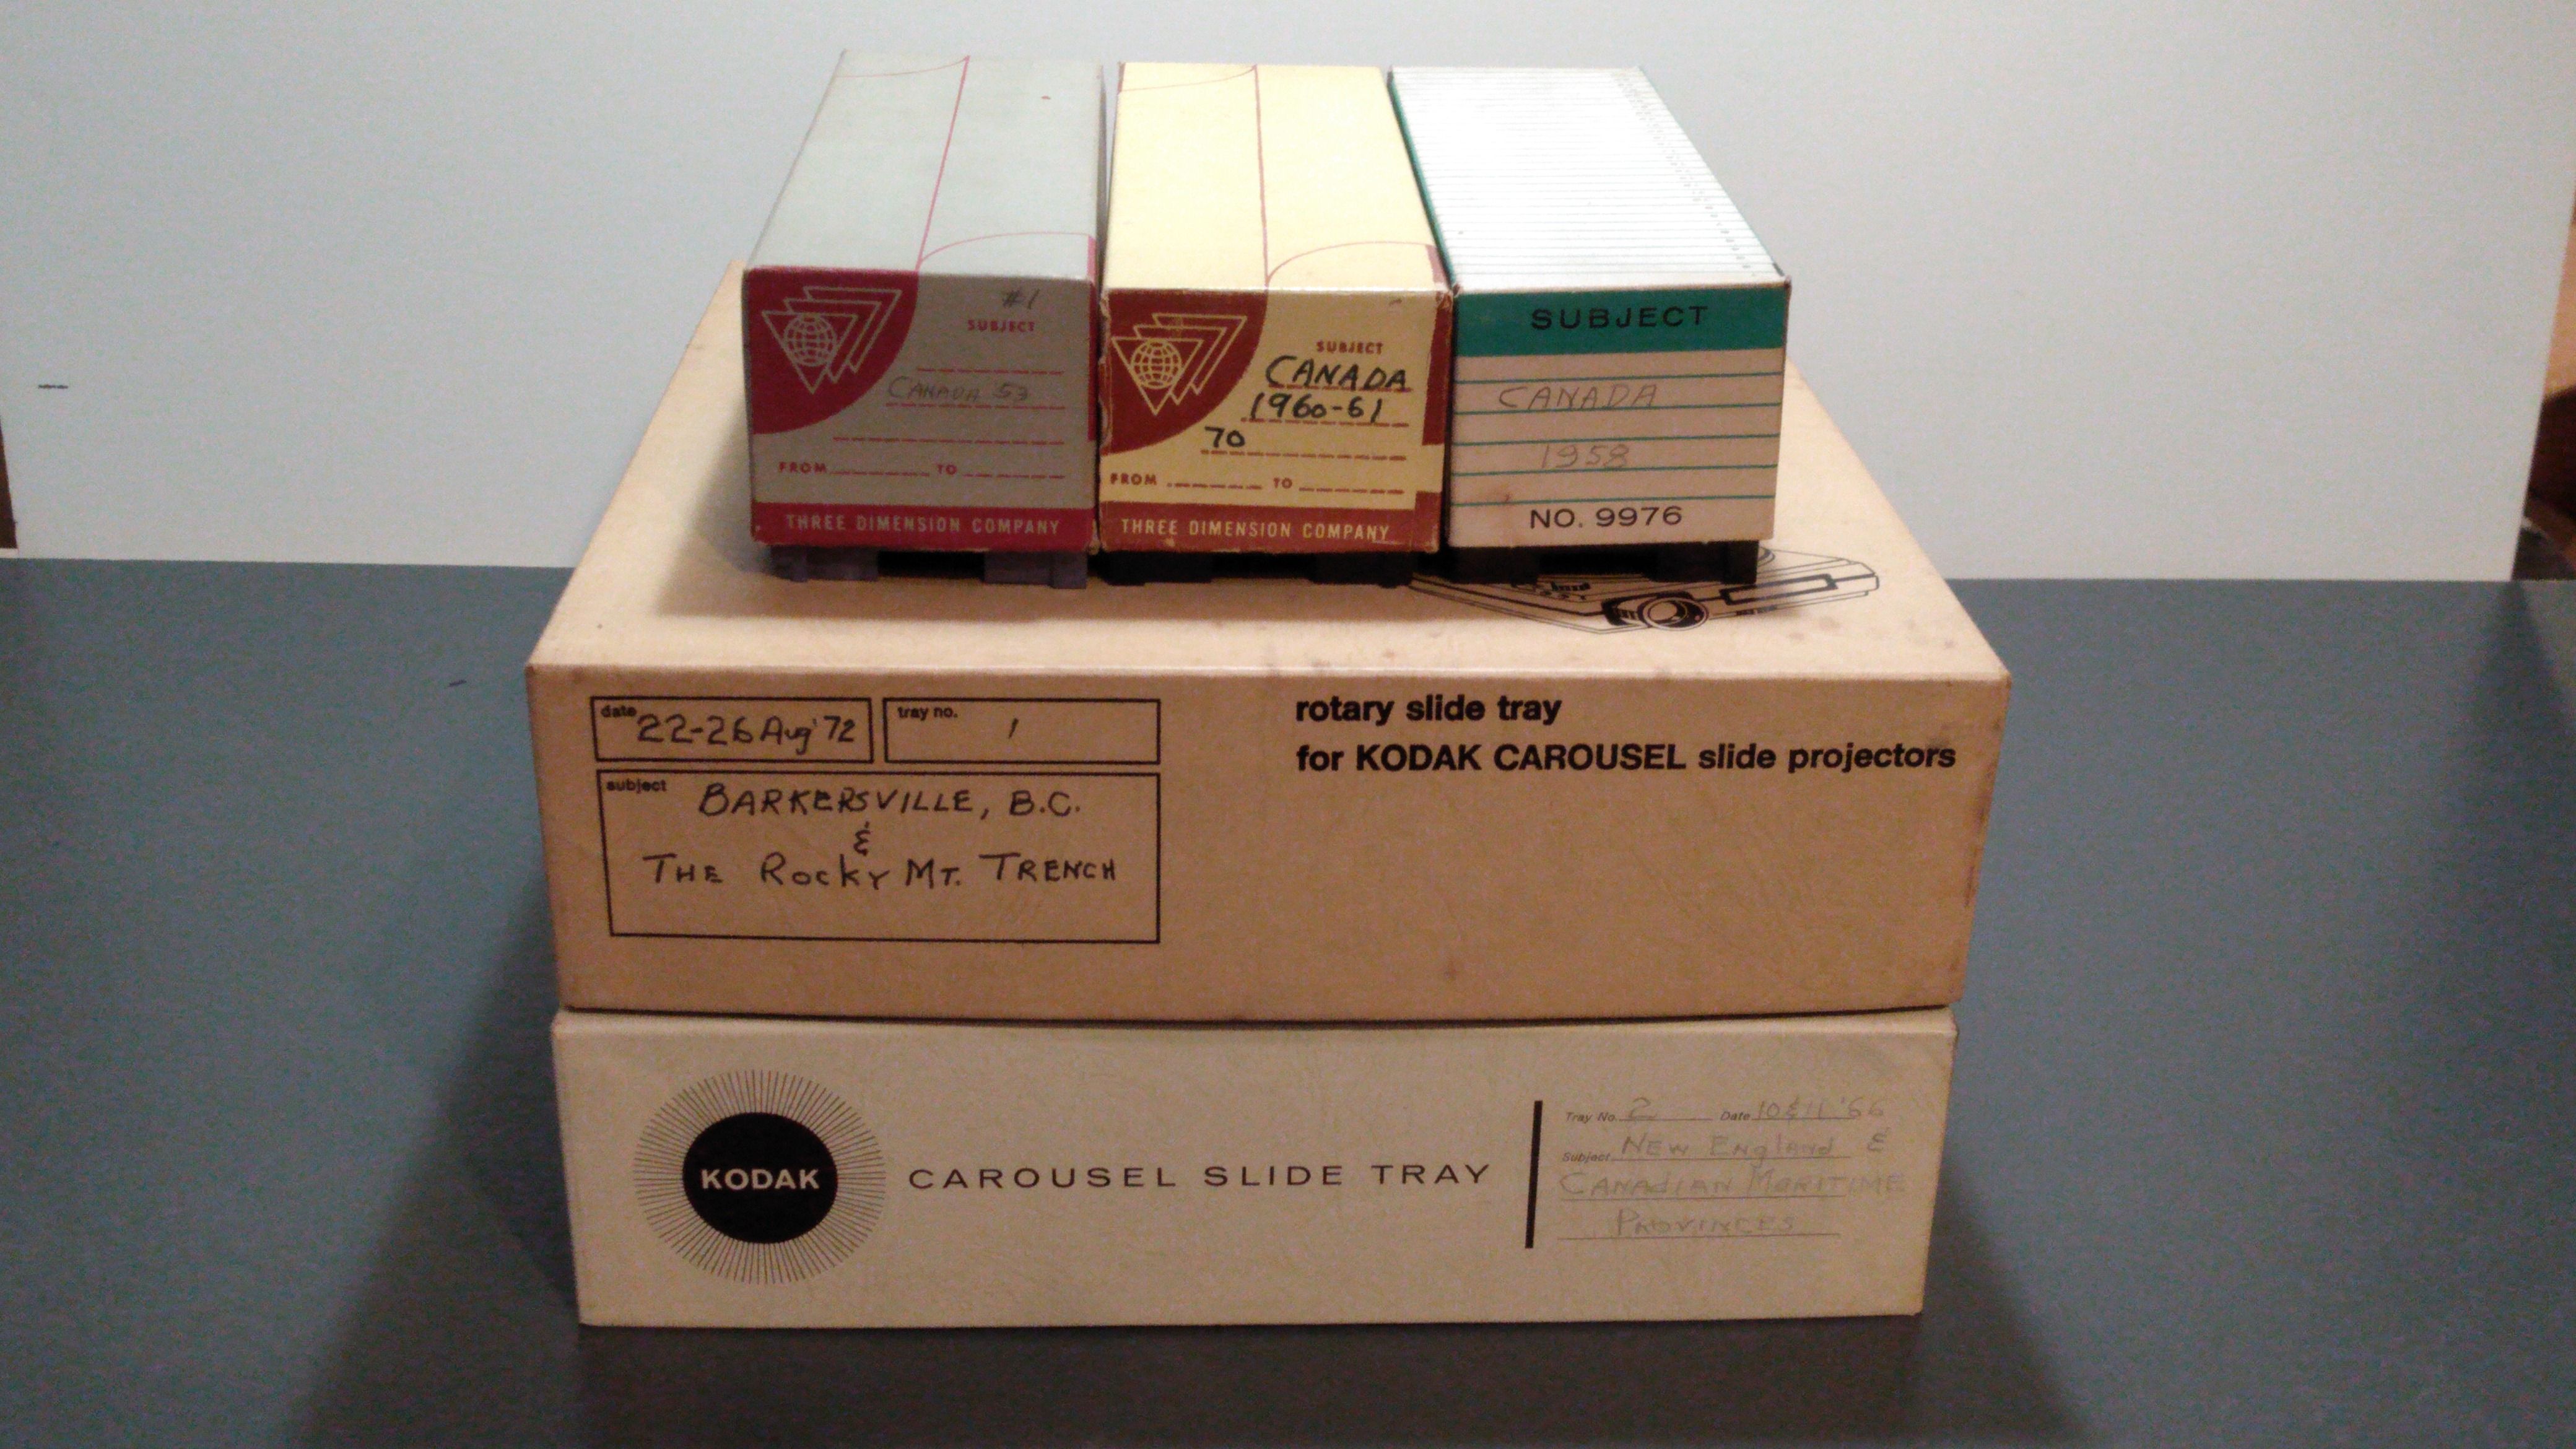 #1
SUBJECT
CANADA '53
FROM TO
THREE DIMENSION COMPANY
SUBJECT
CANADA
1960-61
70
FROM TO
THREE DIMENSION COMPANY
SUBJECT
CANADA
1958
NO. 9976
date 22-26 Aug '72
tray no. 1
subject BARKERSVILLE, B.C.
&
THE ROCKY MT. TRENCH
rotary slide tray
for KODAK CAROUSEL slide projectors
KODAK
CAROUSEL SLIDE TRAY
Tray No. 2 Date 10 & 11 '66
Subject NEW England &
CANADIAN MARITIME
PROVINCES